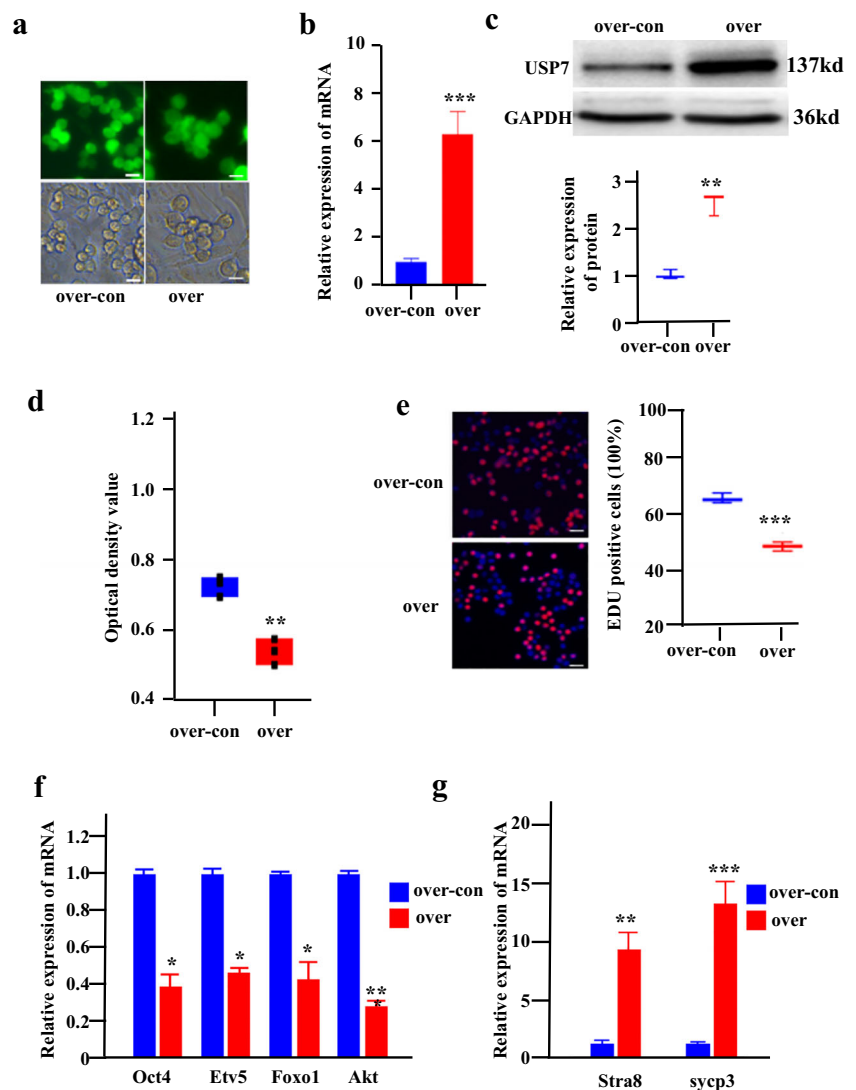 a
over-con over
b
Relative expression of mRNA
10
8
6
4
2
0
***
over-con over
c
over-con over
USP7 137kd
GAPDH 36kd
Relative expression
of protein
3
2
1
0
**
over-con over
d
Optical density value
1.2
1.0
0.8
0.6
0.4
**
over-con over
e
over-con
over
EDU positive cells (100%)
100
80
60
40
20
***
over-con over
f
Relative expression of mRNA
1.2
1.0
0.8
0.6
0.4
0.2
0
* * * **
*
Oct4 Etv5 Foxo1 Akt
over-con
over
g
Relative expression of mRNA
20
15
10
5
0
** ***
Stra8 sycp3
over-con
over